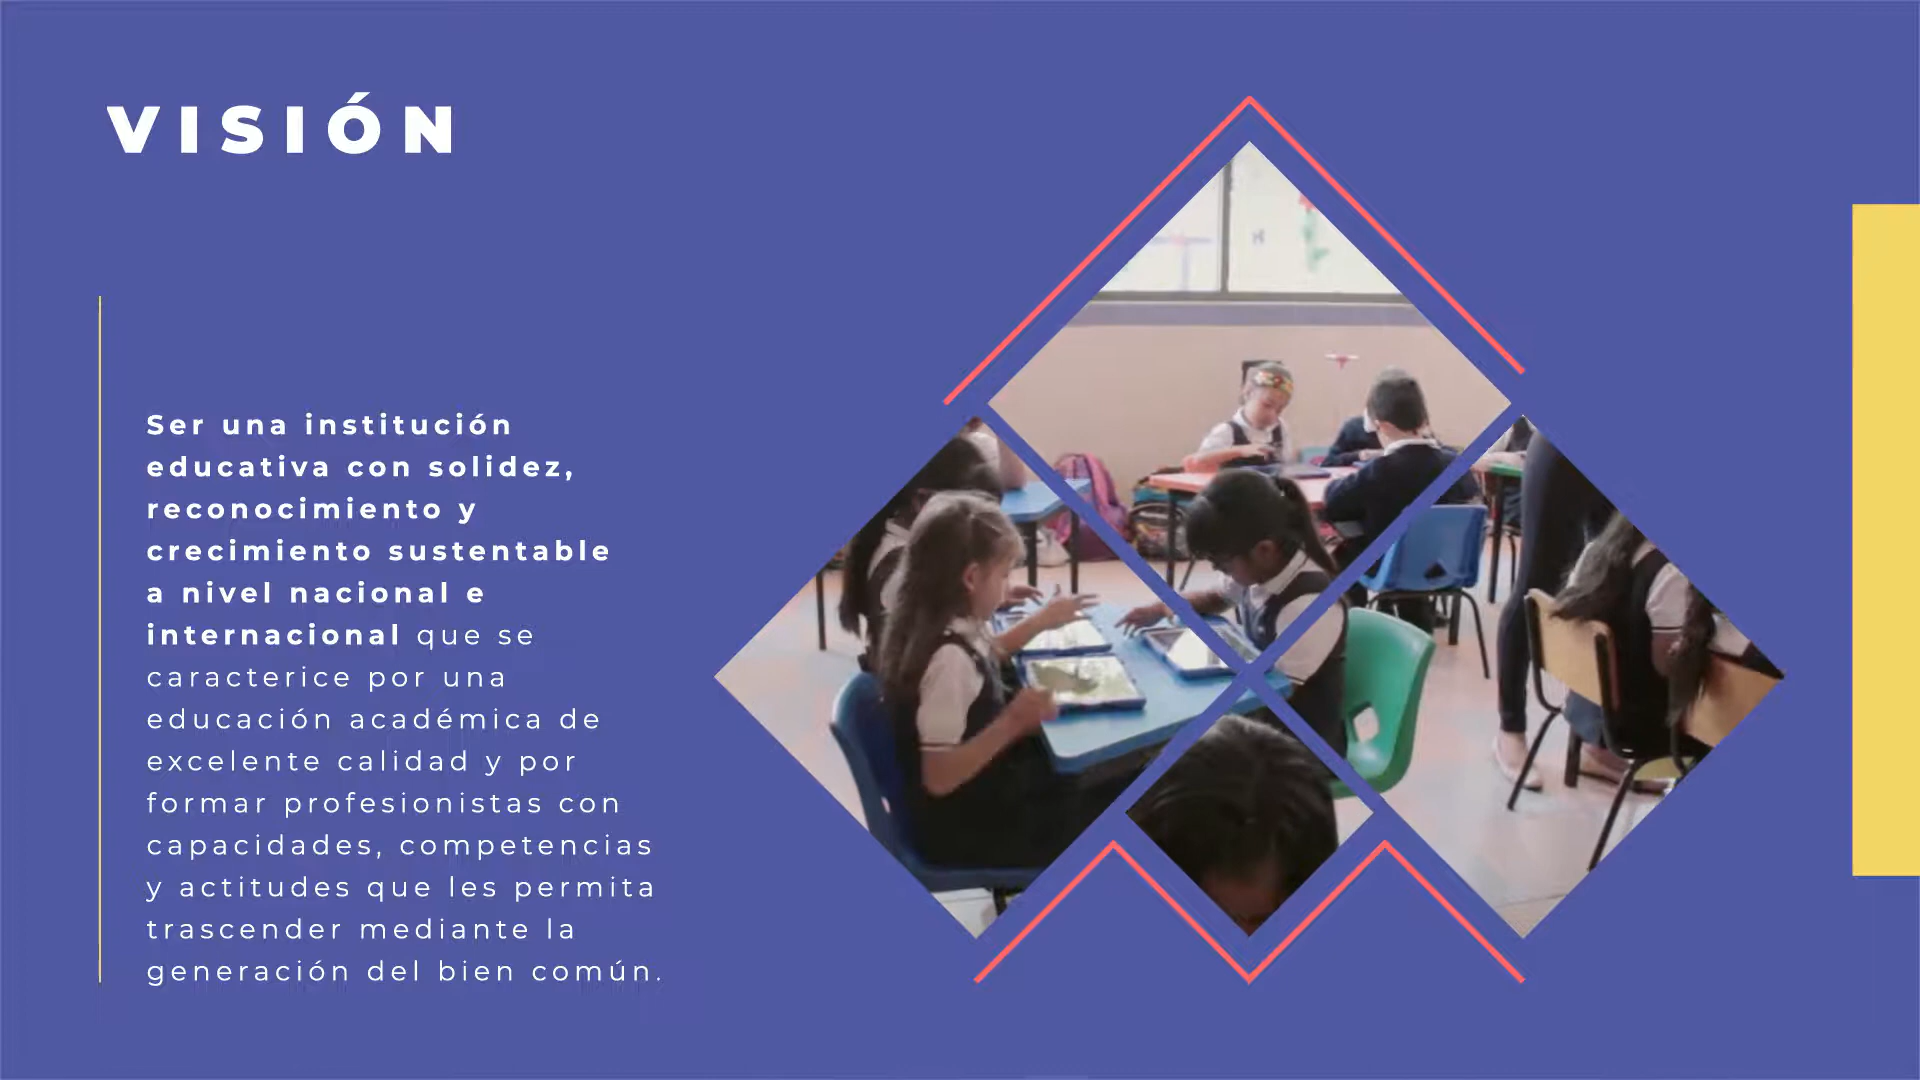 VISIÓN
Ser una institución
educativa con solidez,
reconocimiento y
crecimiento sustentable
a nivel nacional e
internacional que se
caracterice por una
educación académica de
excelente calidad y por
formar profesionistas con
capacidades, competencias
y actitudes que les permita
trascender mediante la
generación del bien común.